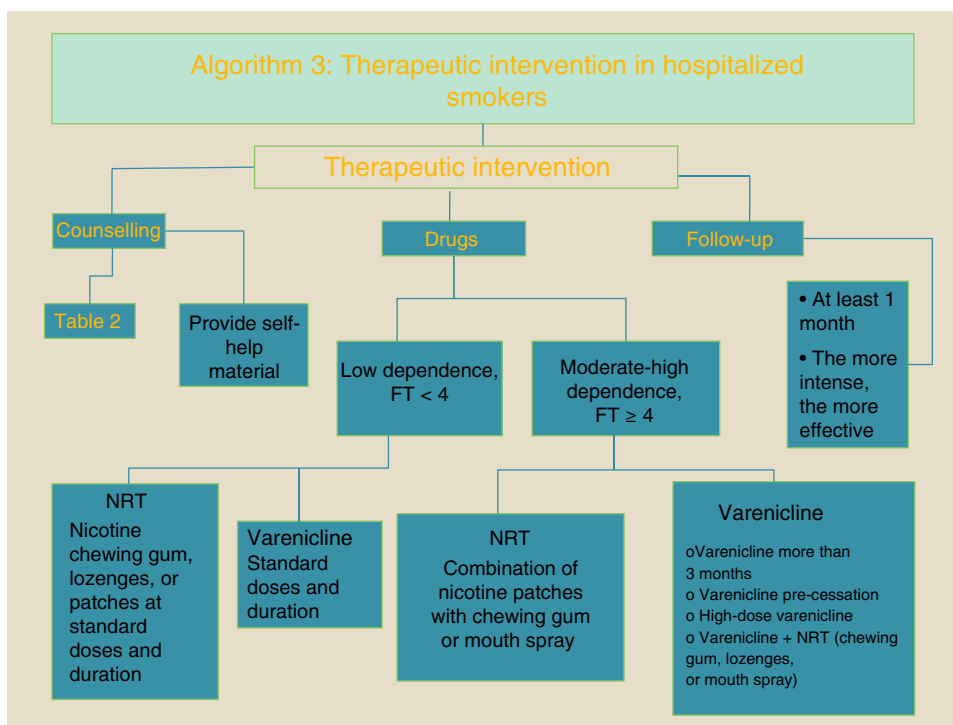 Algorithm 3: Therapeutic intervention in hospitalized
smokers
Therapeutic intervention
Counselling
Drugs
Follow-up
Table 2
Provide self-
help
material
• At least 1
month
• The more
intense,
the more
effective
Low dependence,
FT < 4
Moderate-high
dependence,
FT ≥ 4
NRT
Nicotine
chewing gum,
lozenges, or
patches at
standard
doses and
duration
Varenicline
Standard
doses and
duration
NRT
Combination of
nicotine patches
with chewing gum
or mouth spray
Varenicline
oVarenicline more than
3 months
o Varenicline pre-cessation
o High-dose varenicline
o Varenicline + NRT (chewing
gum, lozenges,
or mouth spray)